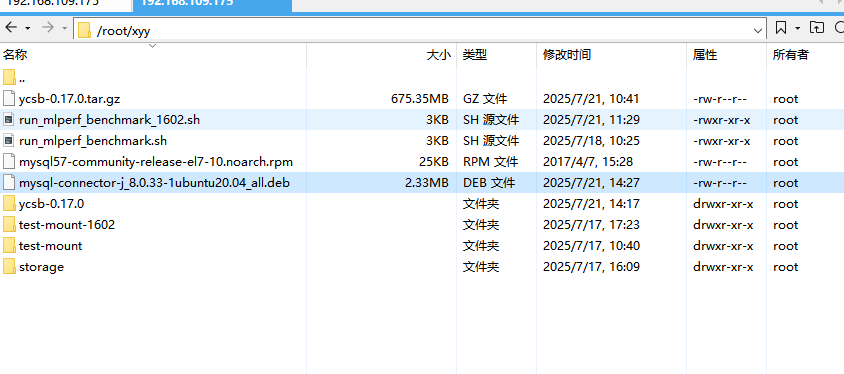 192.168.109.175 192.168.109.175
/root/xyy
名称 大小 类型 修改时间 属性 所有者
..
ycsb-0.17.0.tar.gz 675.35MB GZ 文件 2025/7/21, 10:41 -rw-r--r-- root
run_mlperf_benchmark_1602.sh 3KB SH 源文件 2025/7/21, 11:29 -rwxr-xr-x root
run_mlperf_benchmark.sh 3KB SH 源文件 2025/7/18, 10:25 -rwxr-xr-x root
mysql57-community-release-el7-10.noarch.rpm 25KB RPM 文件 2017/4/7, 15:28 -rw-r--r-- root
mysql-connector-j_8.0.33-1ubuntu20.04_all.deb 2.33MB DEB 文件 2025/7/21, 14:27 -rw-r--r-- root
ycsb-0.17.0 文件夹 2025/7/21, 14:17 drwxr-xr-x root
test-mount-1602 文件夹 2025/7/17, 17:23 drwxr-xr-x root
test-mount 文件夹 2025/7/17, 10:40 drwxr-xr-x root
storage 文件夹 2025/7/17, 16:09 drwxr-xr-x root